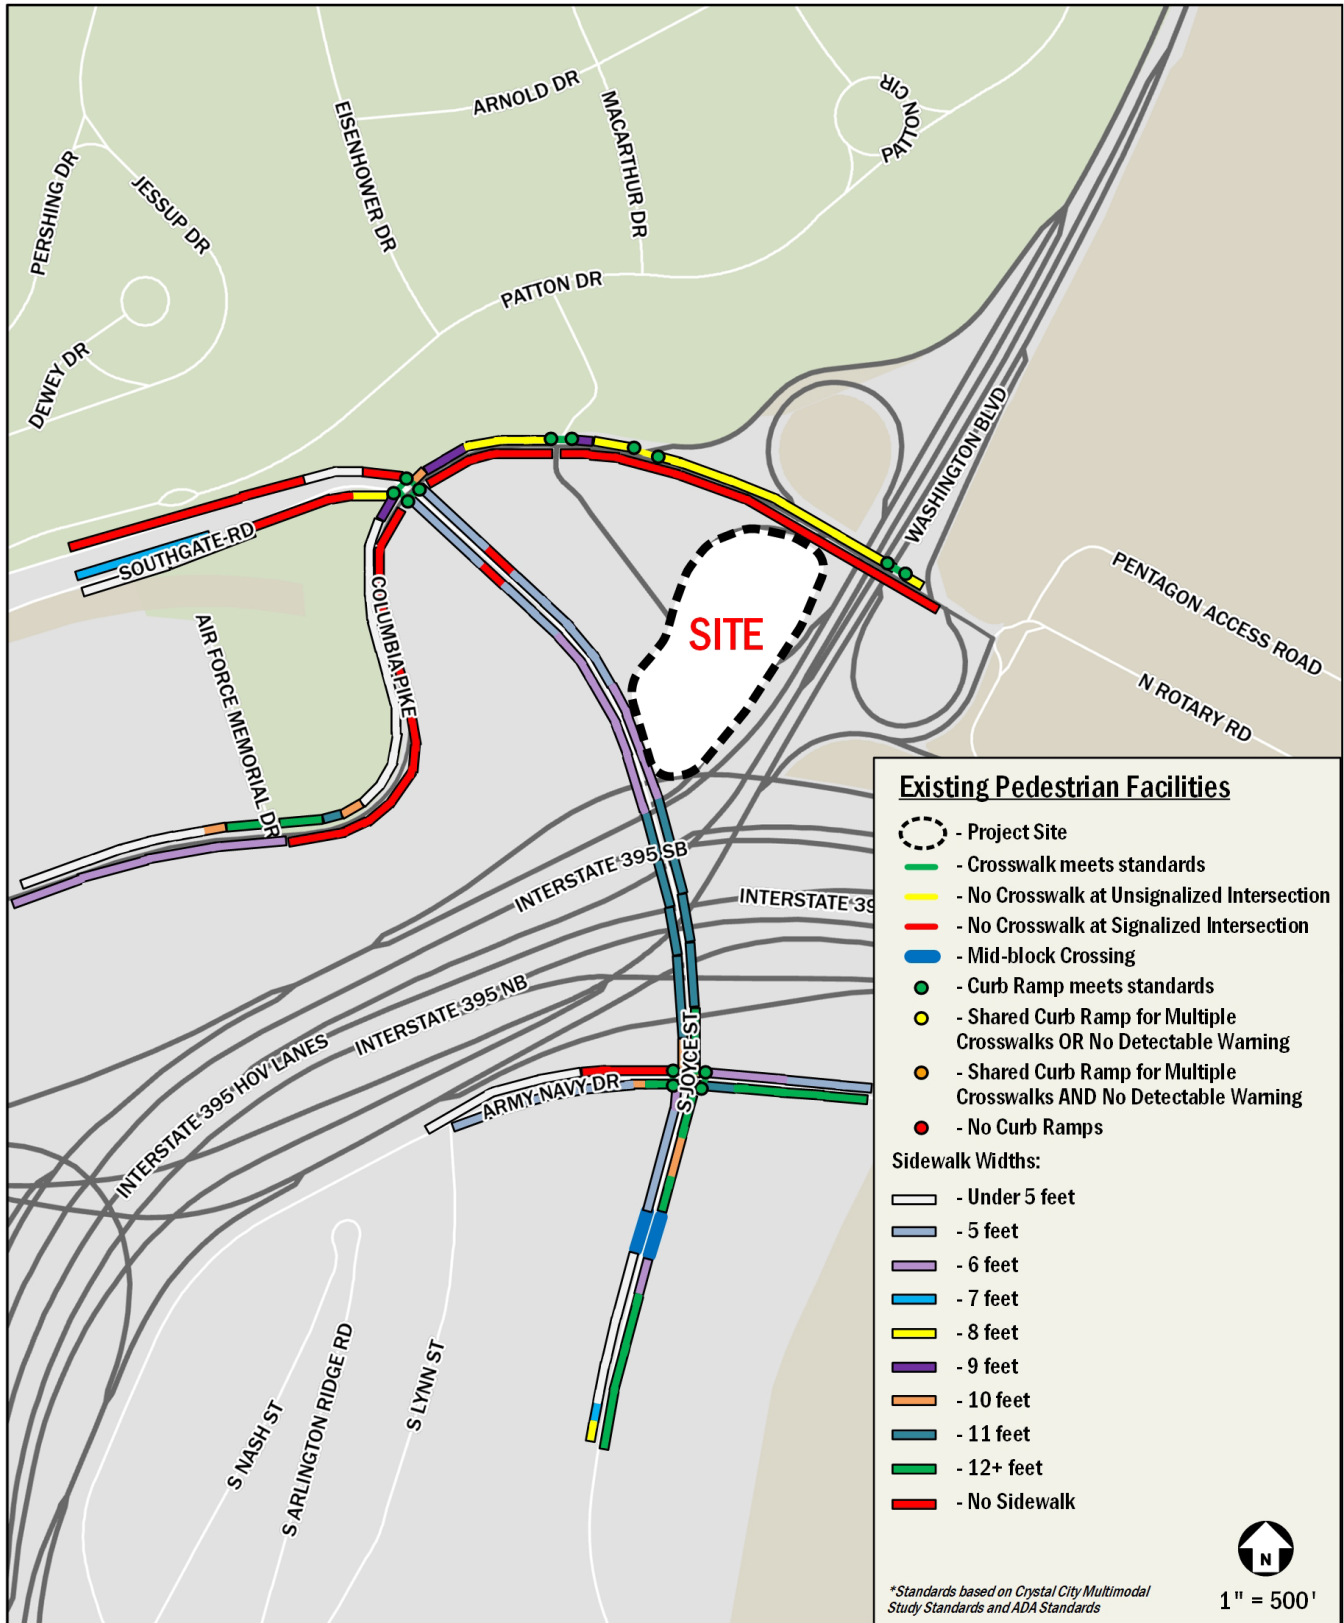 ARNOLD DR
PATTON CIR
EISENHOWER DR
MACARTHUR DR
PERSHING DR
JESSUP DR
PATTON DR
DEWEY DR
WASHINGTON BLVD
SOUTHGATE RD
COLUMBIA PIKE
SITE
PENTAGON ACCESS ROAD
N ROTARY RD
AIR FORCE MEMORIAL DR
INTERSTATE 395 SB
INTERSTATE 39
INTERSTATE 395 NB
INTERSTATE 395 HOV LANES
S JOYCE ST
ARMY NAVY DR
S NASH ST
S ARLINGTON RIDGE RD
S LYNN ST
Existing Pedestrian Facilities
- Project Site
- Crosswalk meets standards
- No Crosswalk at Unsignalized Intersection
- No Crosswalk at Signalized Intersection
- Mid-block Crossing
- Curb Ramp meets standards
- Shared Curb Ramp for Multiple
Crosswalks OR No Detectable Warning
- Shared Curb Ramp for Multiple
Crosswalks AND No Detectable Warning
- No Curb Ramps
Sidewalk Widths:
- Under 5 feet
- 5 feet
- 6 feet
- 7 feet
- 8 feet
- 9 feet
- 10 feet
- 11 feet
- 12+ feet
- No Sidewalk
*Standards based on Crystal City Multimodal
Study Standards and ADA Standards
N
1" = 500'